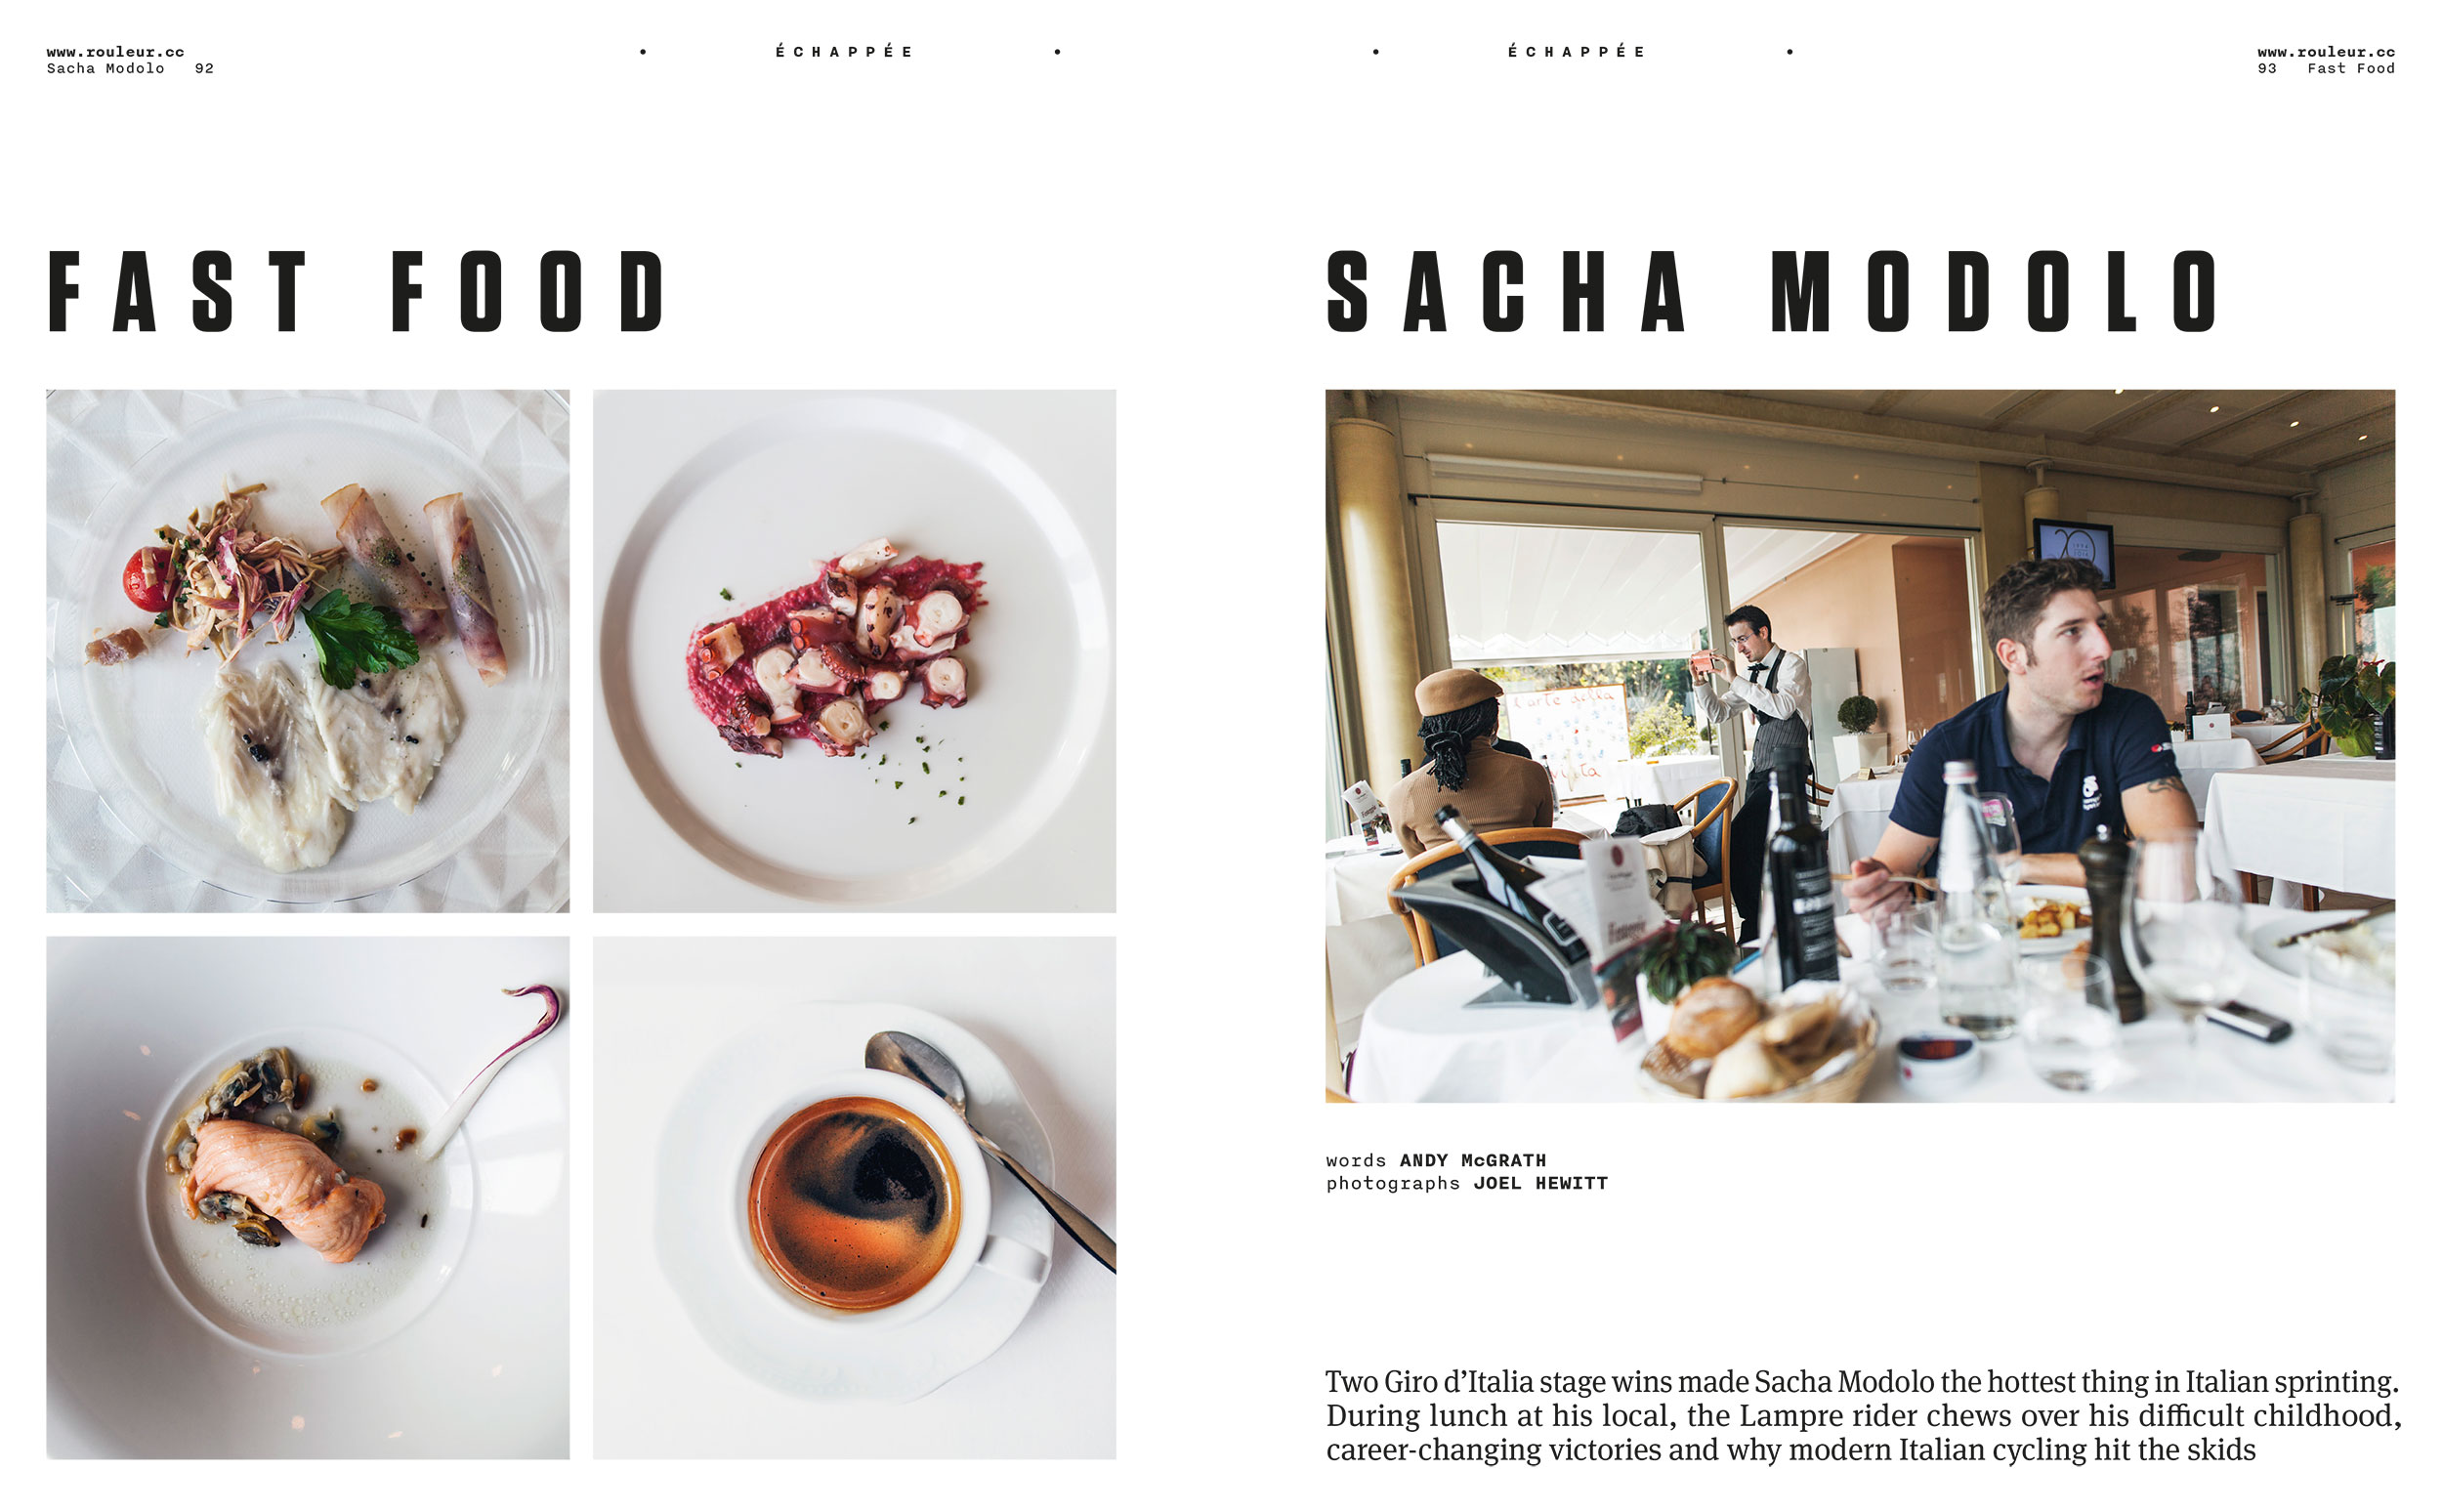 www.rouleur.cc
Sacha Modolo 92
• ÉCHAPPÉE •
• ÉCHAPPÉE •
www.rouleur.cc
93 Fast Food
FAST FOOD
SACHA MODOLO
20
l'arte della
words ANDY McGRATH
photographs JOEL HEWITT
Two Giro d’Italia stage wins made Sacha Modolo the hottest thing in Italian sprinting.
During lunch at his local, the Lampre rider chews over his difficult childhood,
career-changing victories and why modern Italian cycling hit the skids